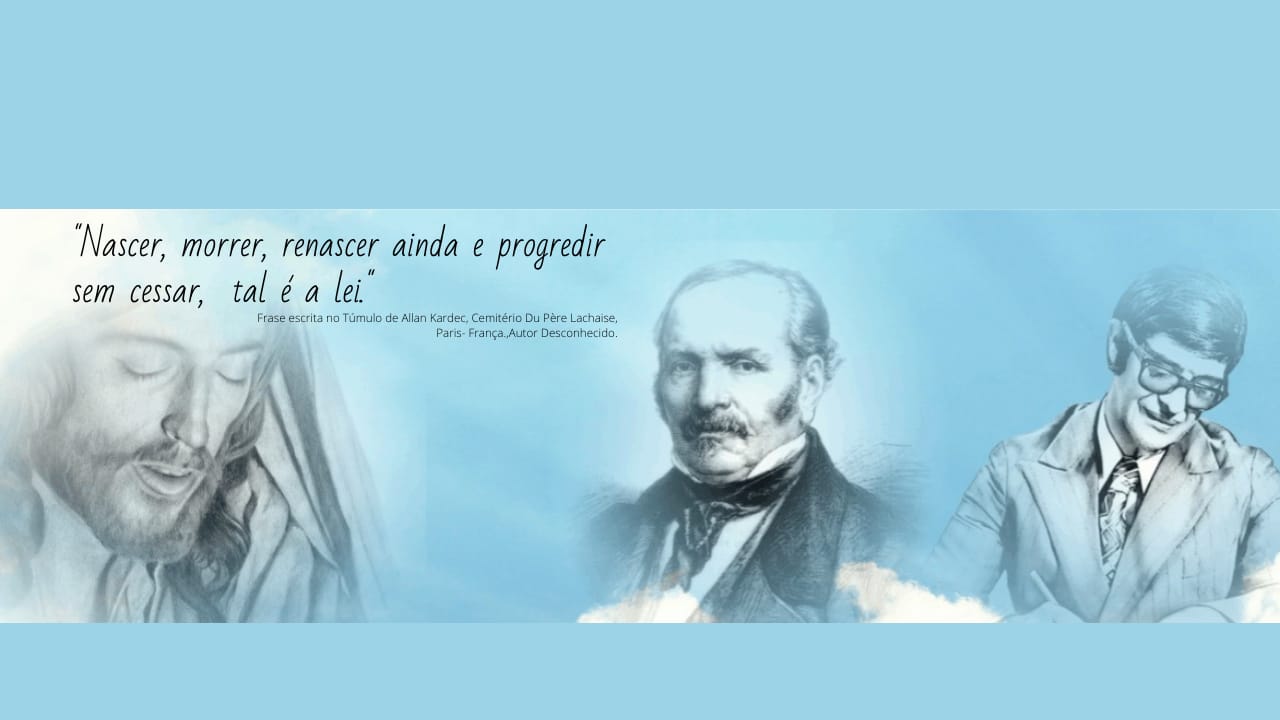 "Nascer, morrer, renascer ainda e progredir
sem cessar, tal é a lei."
Frase escrita no Túmulo de Allan Kardec, Cemitério Du Père Lachaise,
Paris- França.,Autor Desconhecido.